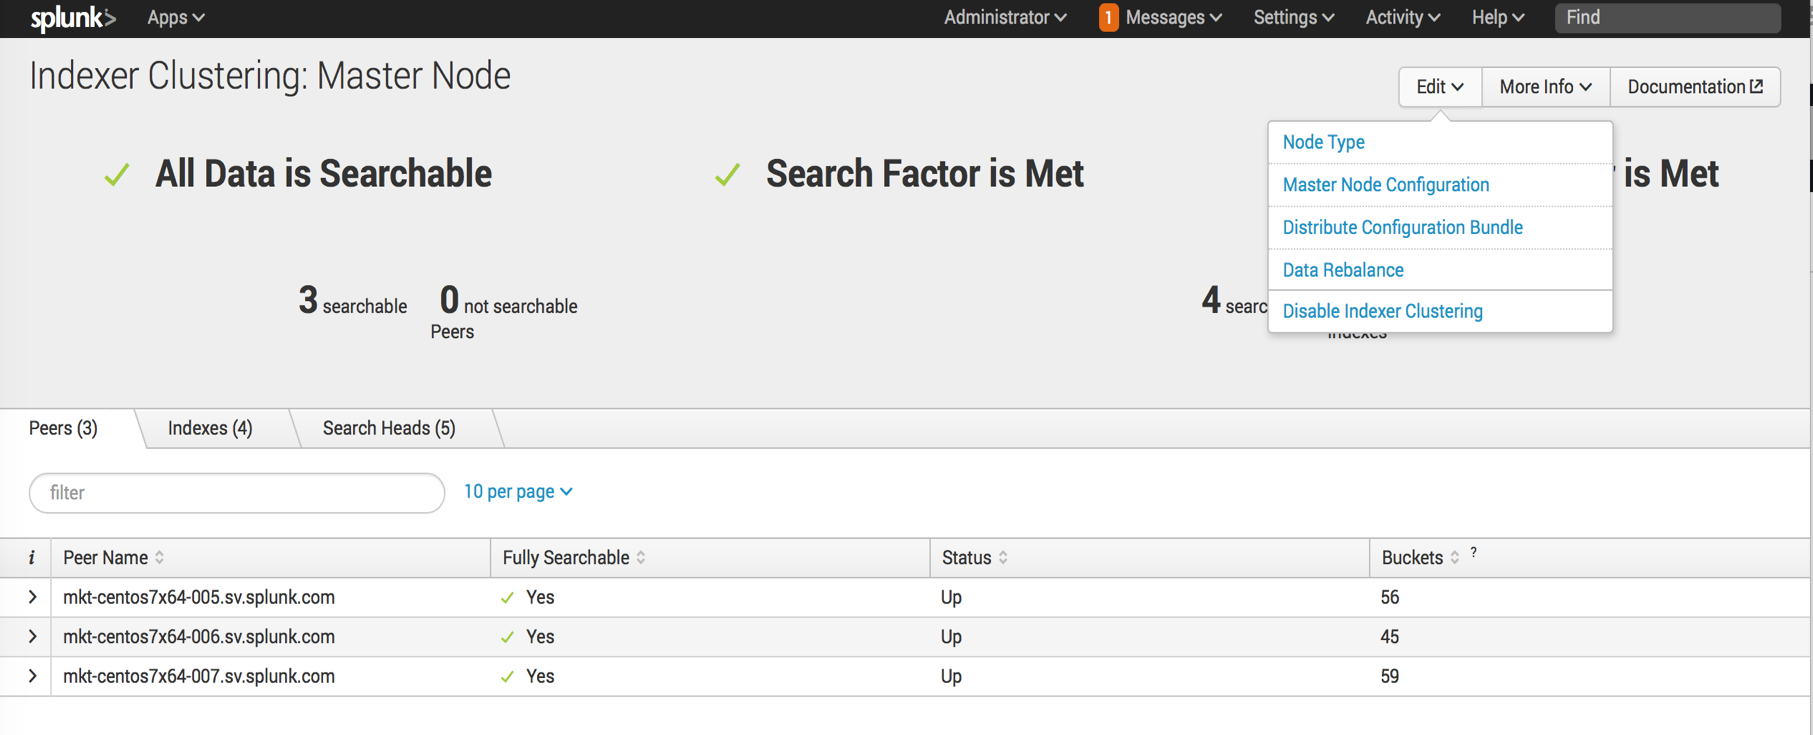 splunk> Apps Administrator 1 Messages Settings Activity Help Find
Indexer Clustering: Master Node
Edit More Info Documentation
Node Type
Master Node Configuration
Distribute Configuration Bundle
Data Rebalance
Disable Indexer Clustering
All Data is Searchable Search Factor is Met is Met
3 searchable 0 not searchable
Peers
4 searc
Indexes
Peers (3) Indexes (4) Search Heads (5)
filter 10 per page
i Peer Name Fully Searchable Status Buckets ?
mkt-centos7x64-005.sv.splunk.com Yes Up 56
mkt-centos7x64-006.sv.splunk.com Yes Up 45
mkt-centos7x64-007.sv.splunk.com Yes Up 59